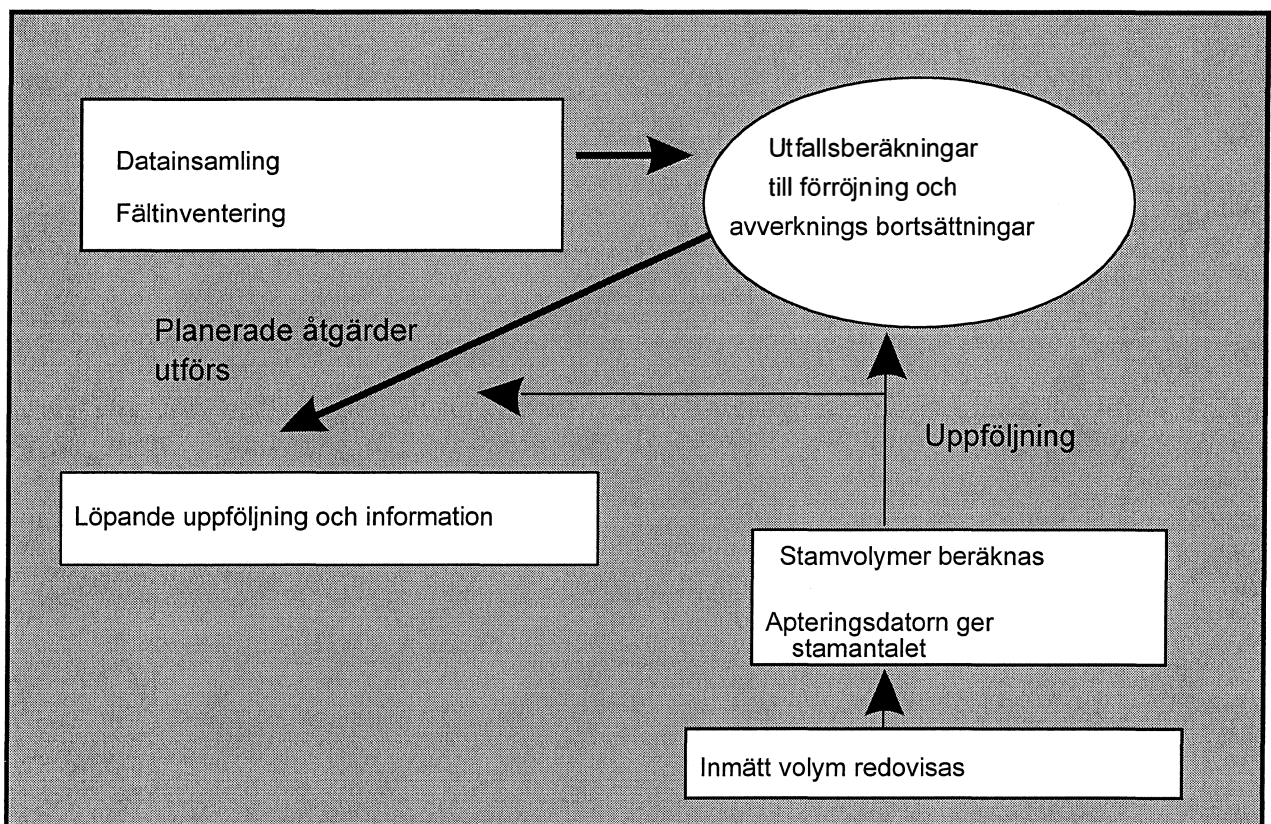 Datainsamling
Fältinventering
Utfallsberäkningar
till förröjning och
avverknings bortsättningar
Planerade åtgärder
utförs
Uppföljning
Löpande uppföljning och information
Stamvolymer beräknas
Apteringsdatorn ger
stamantalet
Inmätt volym redovisas